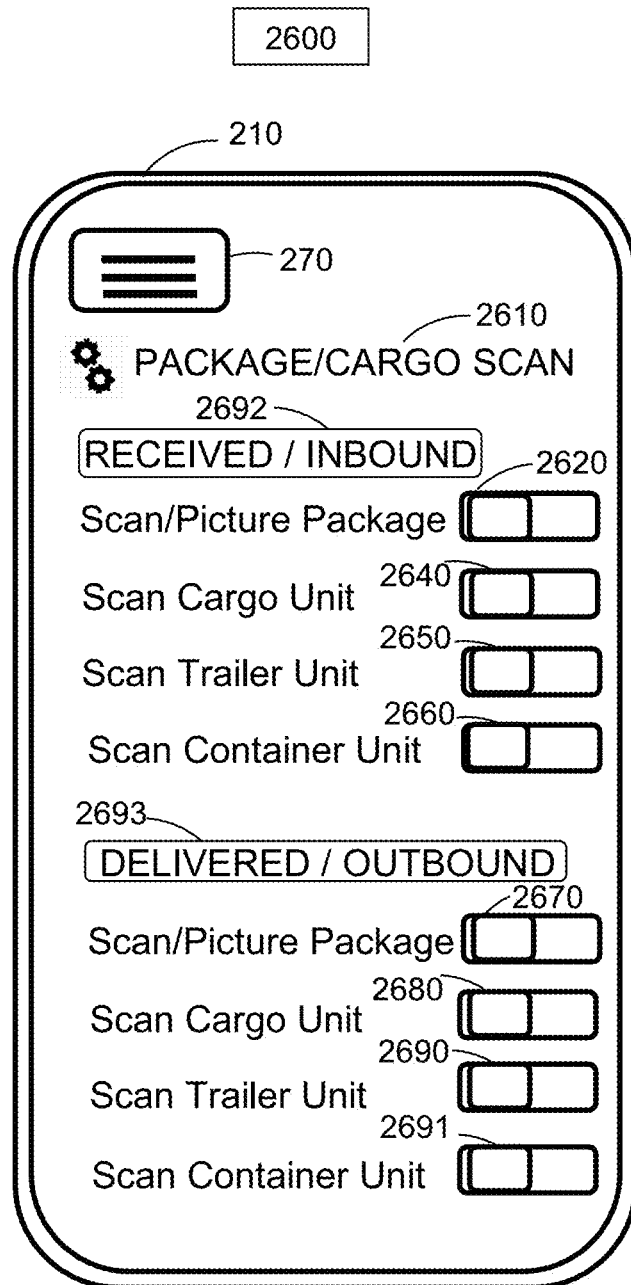 2600
210
270
2610
PACKAGE/CARGO SCAN
2692
RECEIVED / INBOUND
2620
Scan/Picture Package
2640
Scan Cargo Unit
2650
Scan Trailer Unit
2660
Scan Container Unit
2693
DELIVERED / OUTBOUND
2670
Scan/Picture Package
2680
Scan Cargo Unit
2690
Scan Trailer Unit
2691
Scan Container Unit